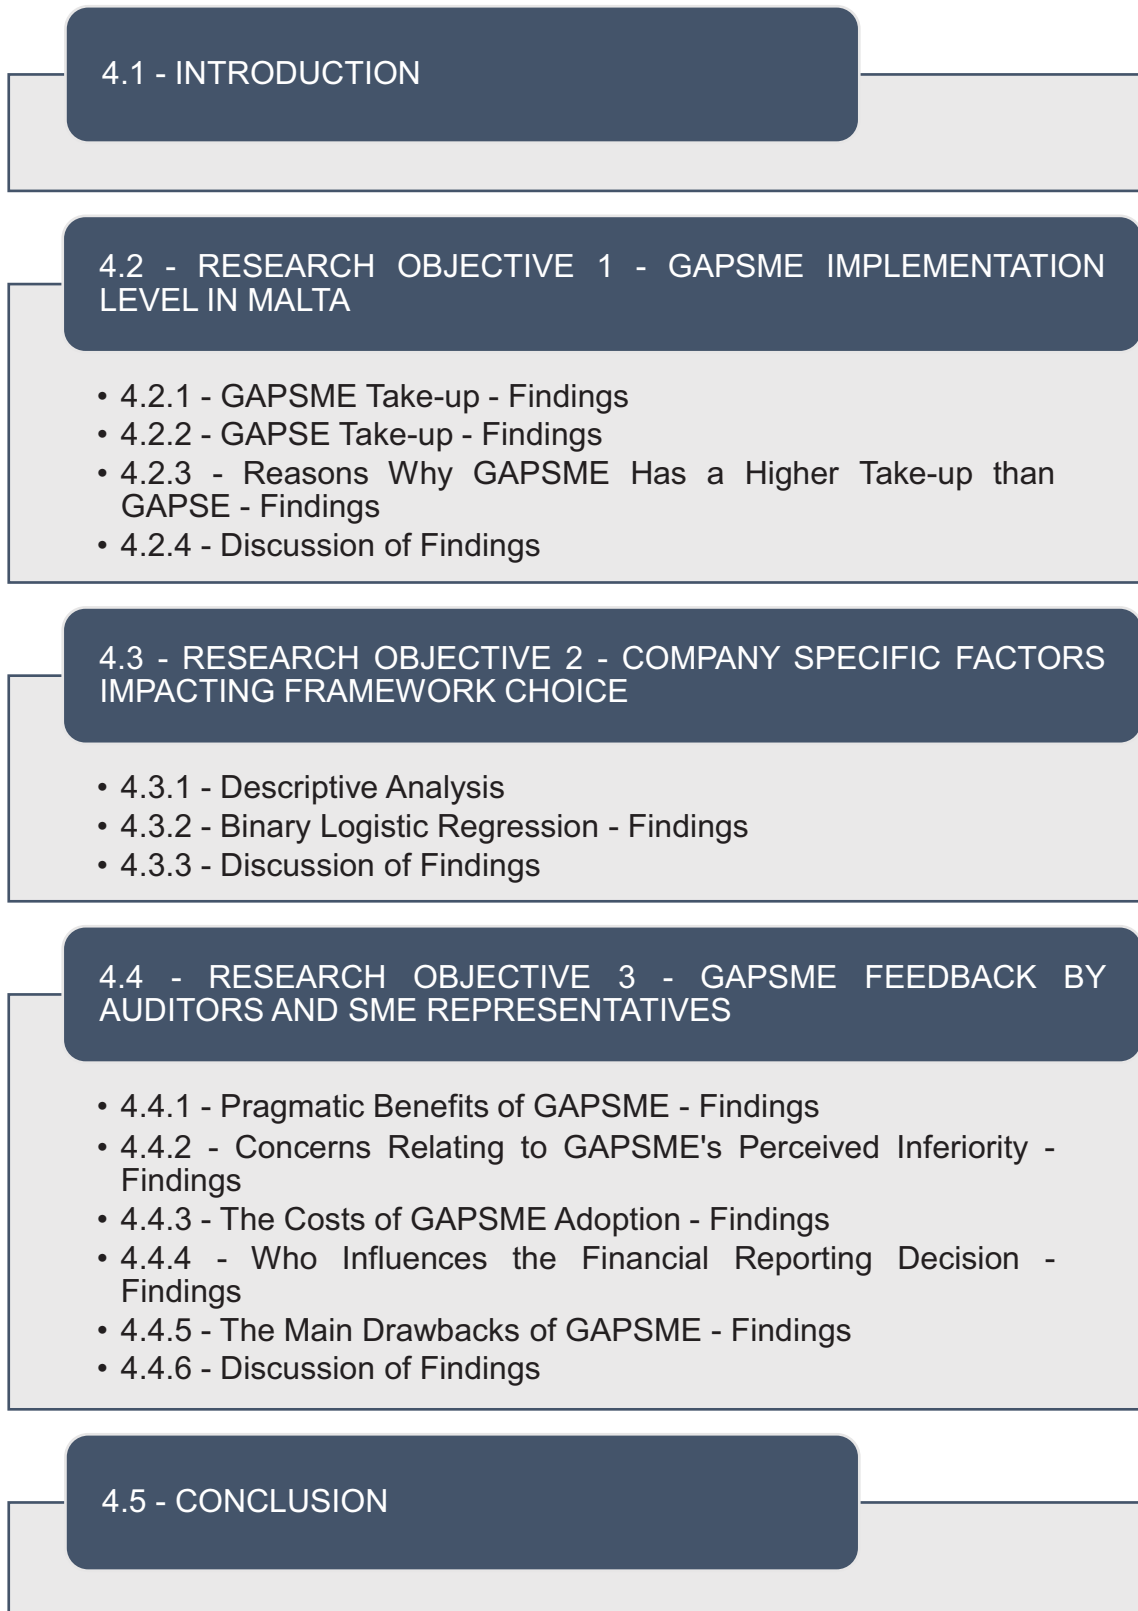 4.1 - INTRODUCTION
4.2 - RESEARCH OBJECTIVE 1 - GAPSME IMPLEMENTATION
LEVEL IN MALTA
• 4.2.1 - GAPSME Take-up - Findings
• 4.2.2 - GAPSE Take-up - Findings
• 4.2.3 - Reasons Why GAPSME Has a Higher Take-up than
GAPSE - Findings
• 4.2.4 - Discussion of Findings
4.3 - RESEARCH OBJECTIVE 2 - COMPANY SPECIFIC FACTORS
IMPACTING FRAMEWORK CHOICE
• 4.3.1 - Descriptive Analysis
• 4.3.2 - Binary Logistic Regression - Findings
• 4.3.3 - Discussion of Findings
4.4 - RESEARCH OBJECTIVE 3 - GAPSME FEEDBACK BY
AUDITORS AND SME REPRESENTATIVES
• 4.4.1 - Pragmatic Benefits of GAPSME - Findings
• 4.4.2 - Concerns Relating to GAPSME's Perceived Inferiority -
Findings
• 4.4.3 - The Costs of GAPSME Adoption - Findings
• 4.4.4 - Who Influences the Financial Reporting Decision -
Findings
• 4.4.5 - The Main Drawbacks of GAPSME - Findings
• 4.4.6 - Discussion of Findings
4.5 - CONCLUSION